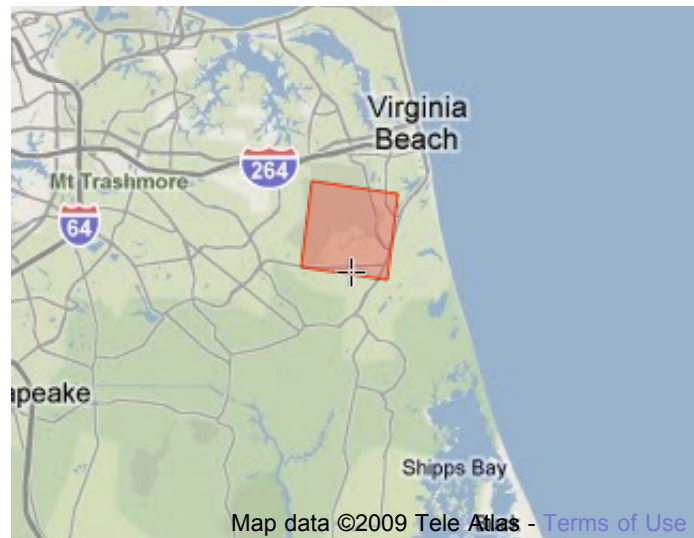 Virginia
Beach
264
Mt Trashmore
64
apeake
Shipps Bay
Map data ©2009 Tele Atlas - Terms of Use